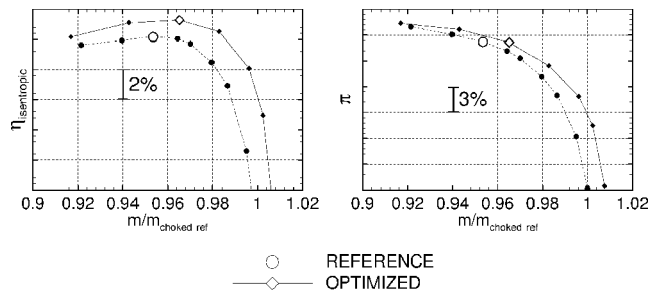 η isentropic
2%
0.9 0.92 0.94 0.96 0.98 1 1.02
m/m choked ref
π
3%
0.9 0.92 0.94 0.96 0.98 1 1.02
m/m choked ref
REFERENCE
OPTIMIZED